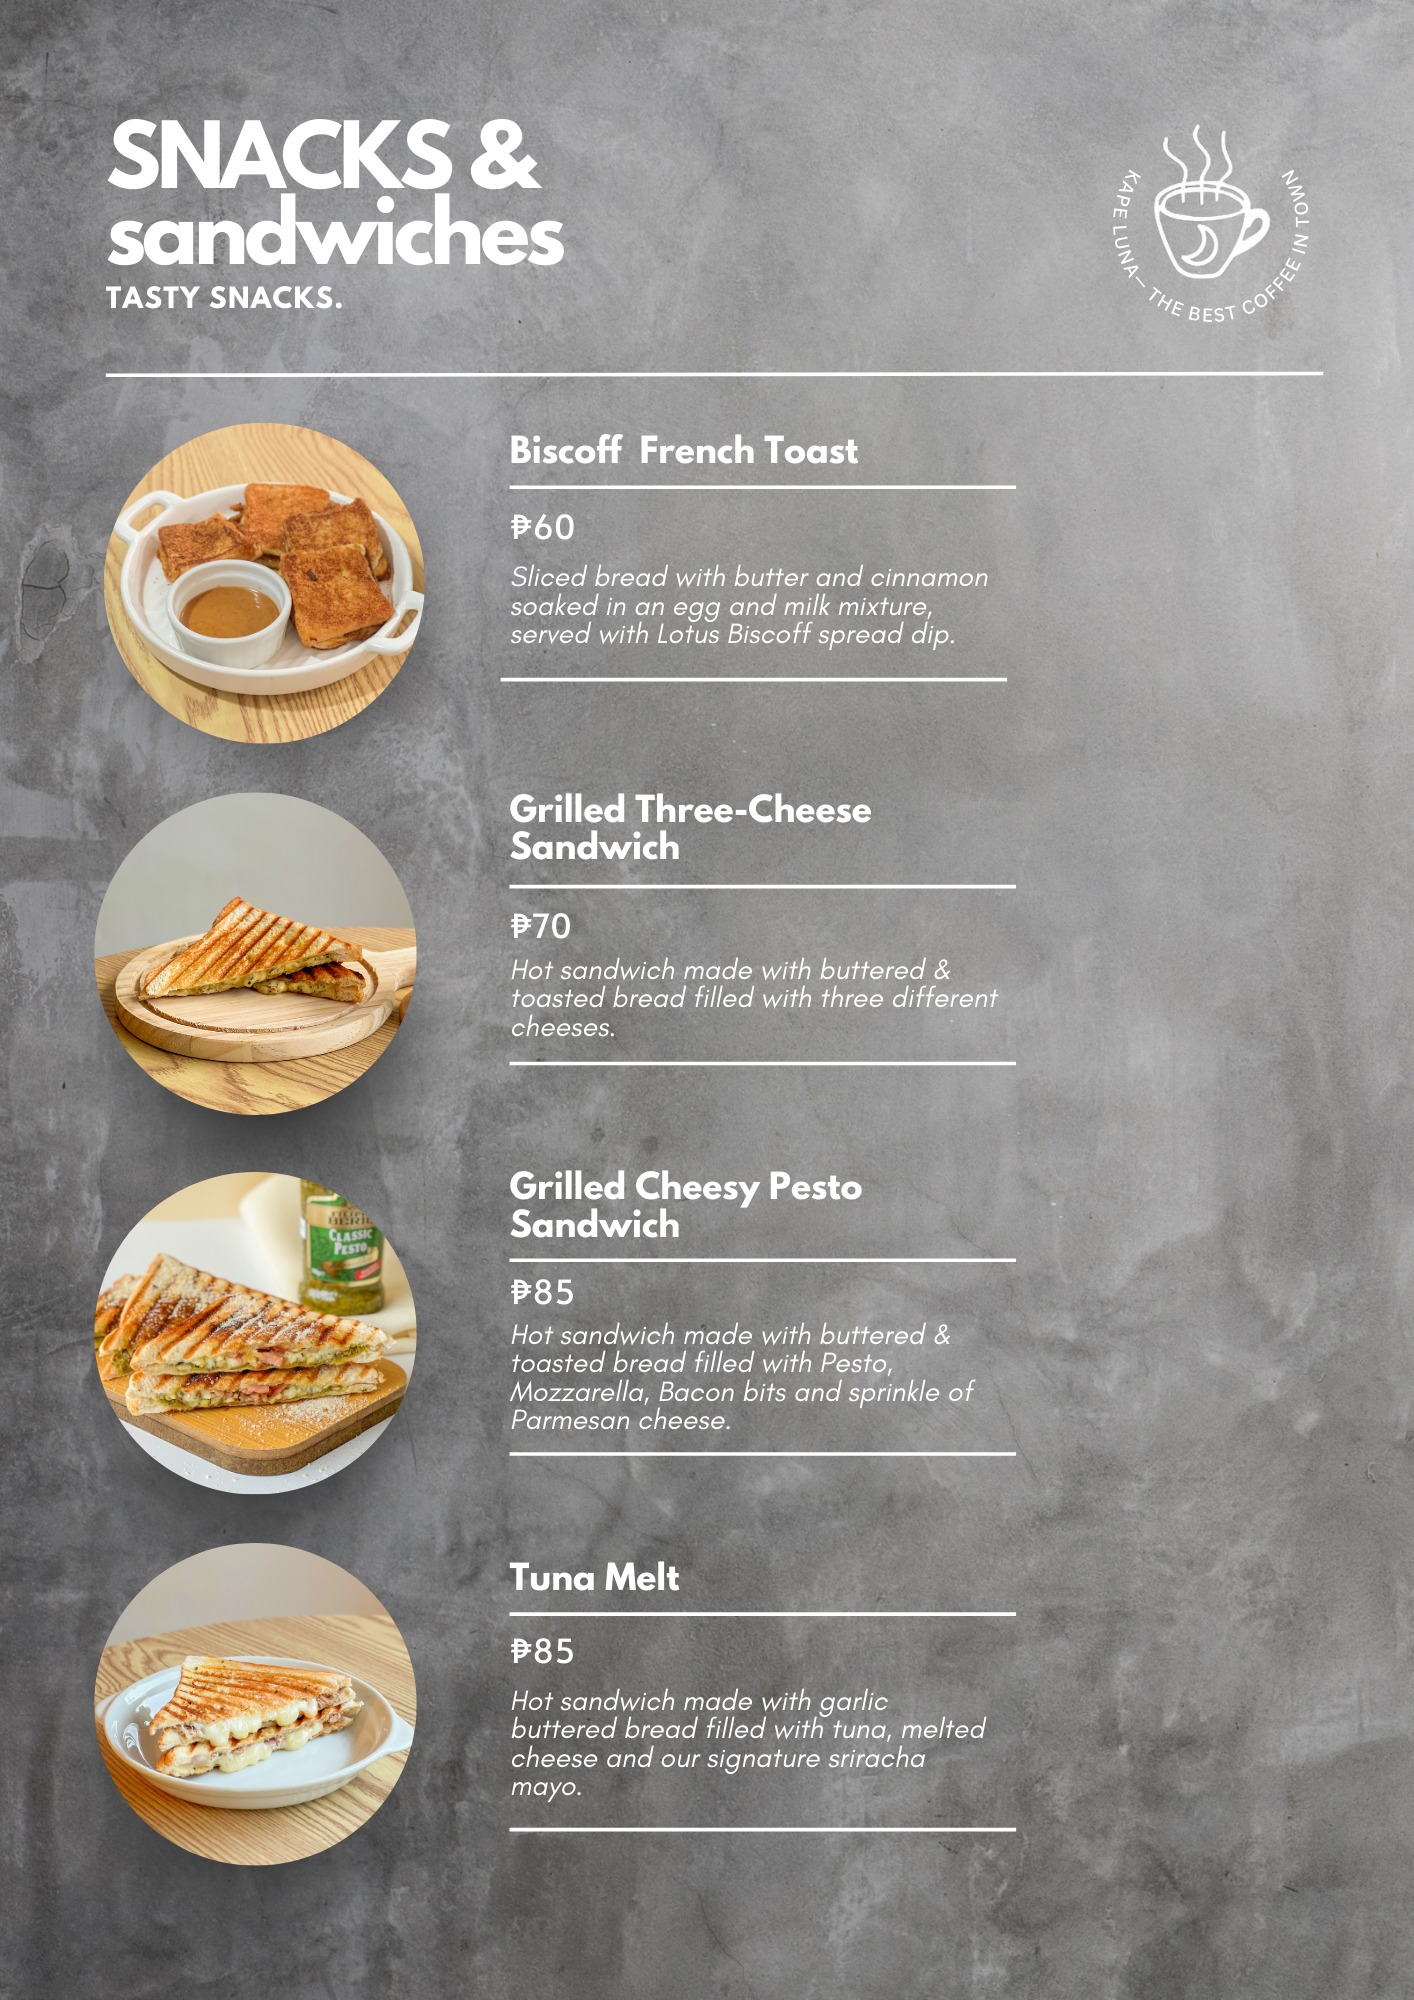 SNACKS &
sandwiches
TASTY SNACKS.
KAPE LUNA— THE BEST COFFEE IN TOWN
Biscoff  French Toast
₱60
Sliced bread with butter and cinnamon
soaked in an egg and milk mixture,
served with Lotus Biscoff spread dip.
Grilled Three-Cheese
Sandwich
₱70
Hot sandwich made with buttered &
toasted bread filled with three different
cheeses.
Grilled Cheesy Pesto
Sandwich
CLASSIC
PESTO
₱85
Hot sandwich made with buttered &
toasted bread filled with Pesto,
Mozzarella, Bacon bits and sprinkle of
Parmesan cheese.
Tuna Melt
₱85
Hot sandwich made with garlic
buttered bread filled with tuna, melted
cheese and our signature sriracha
mayo.